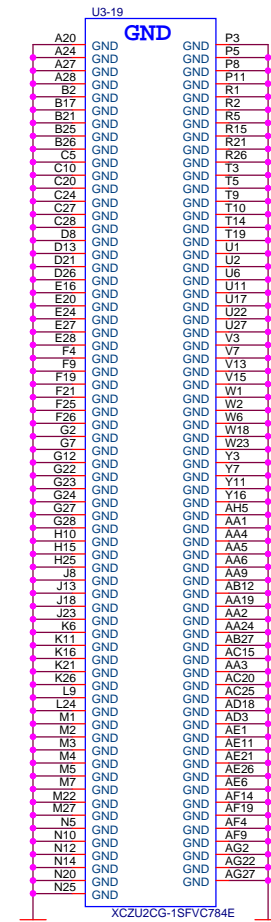 U3-19
GND
A20 GND GND P3
A24 GND GND P5
A27 GND GND P8
A28 GND GND P11
B2 GND GND R1
B17 GND GND R2
B21 GND GND R5
B25 GND GND R15
B26 GND GND R21
C5 GND GND R26
C10 GND GND T3
C20 GND GND T5
C24 GND GND T9
C27 GND GND T10
C28 GND GND T14
D8 GND GND T19
D13 GND GND U1
D21 GND GND U2
D26 GND GND U6
E16 GND GND U11
E20 GND GND U17
E24 GND GND U22
E27 GND GND U27
E28 GND GND V3
F4 GND GND V7
F9 GND GND V13
F19 GND GND V15
F21 GND GND W1
F25 GND GND W2
F26 GND GND W6
G2 GND GND W18
G7 GND GND W23
G12 GND GND Y3
G22 GND GND Y7
G23 GND GND Y11
G24 GND GND Y16
G27 GND GND AH5
G28 GND GND AA1
H10 GND GND AA4
H15 GND GND AA5
H25 GND GND AA6
J8 GND GND AA9
J13 GND GND AB12
J18 GND GND AA19
J23 GND GND AA2
K6 GND GND AA24
K11 GND GND AB27
K16 GND GND AC15
K21 GND GND AA3
K26 GND GND AC20
L9 GND GND AC25
L24 GND GND AD18
M1 GND GND AD3
M2 GND GND AE1
M3 GND GND AE11
M4 GND GND AE21
M5 GND GND AE26
M7 GND GND AE6
M22 GND GND AF14
M27 GND GND AF19
N5 GND GND AF4
N10 GND GND AF9
N12 GND GND AG2
N14 GND GND AG22
N20 GND GND AG27
N25 GND
XCZU2CG-1SFVC784E